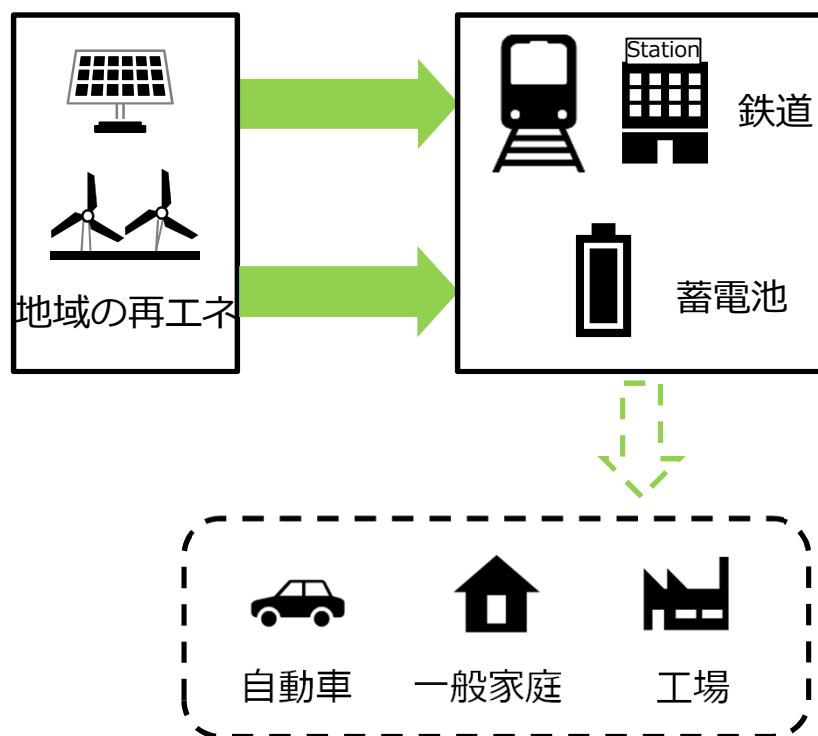 Station
鉄道
地域の再エネ
蓄電池
自動車
一般家庭
工場